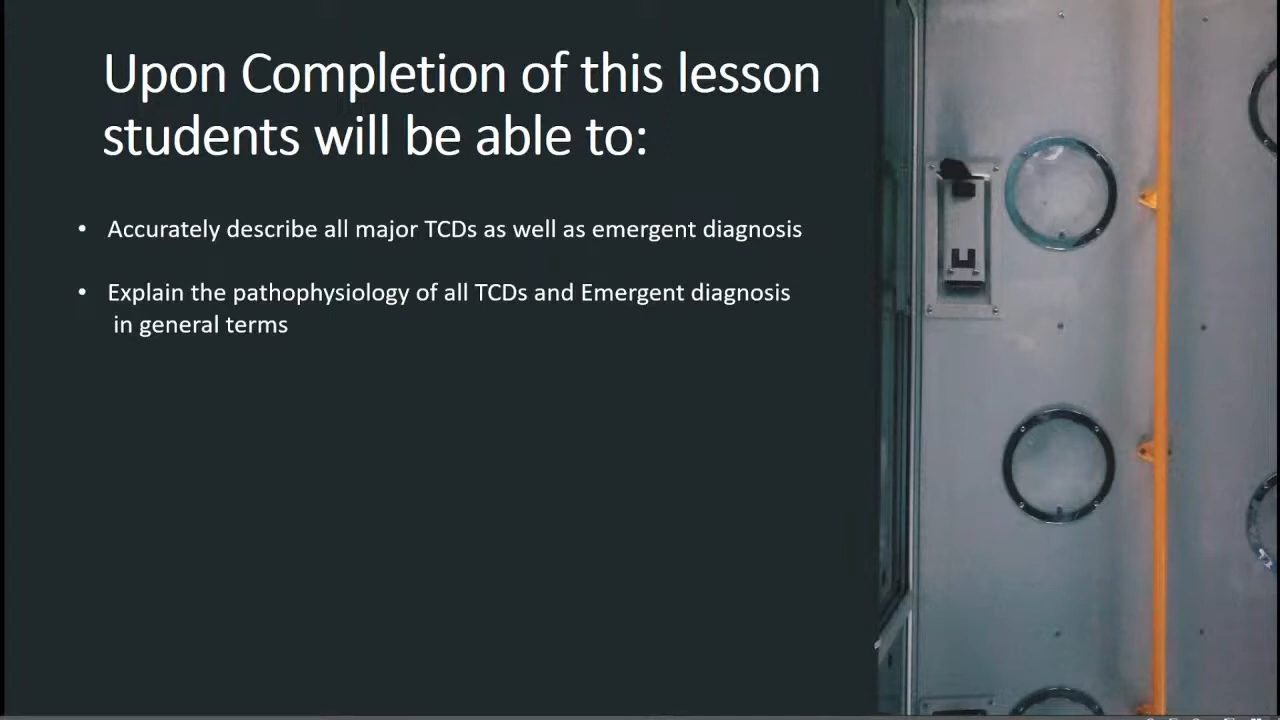 Upon Completion of this lesson
students will be able to:
• Accurately describe all major TCDs as well as emergent diagnosis
• Explain the pathophysiology of all TCDs and Emergent diagnosis
in general terms